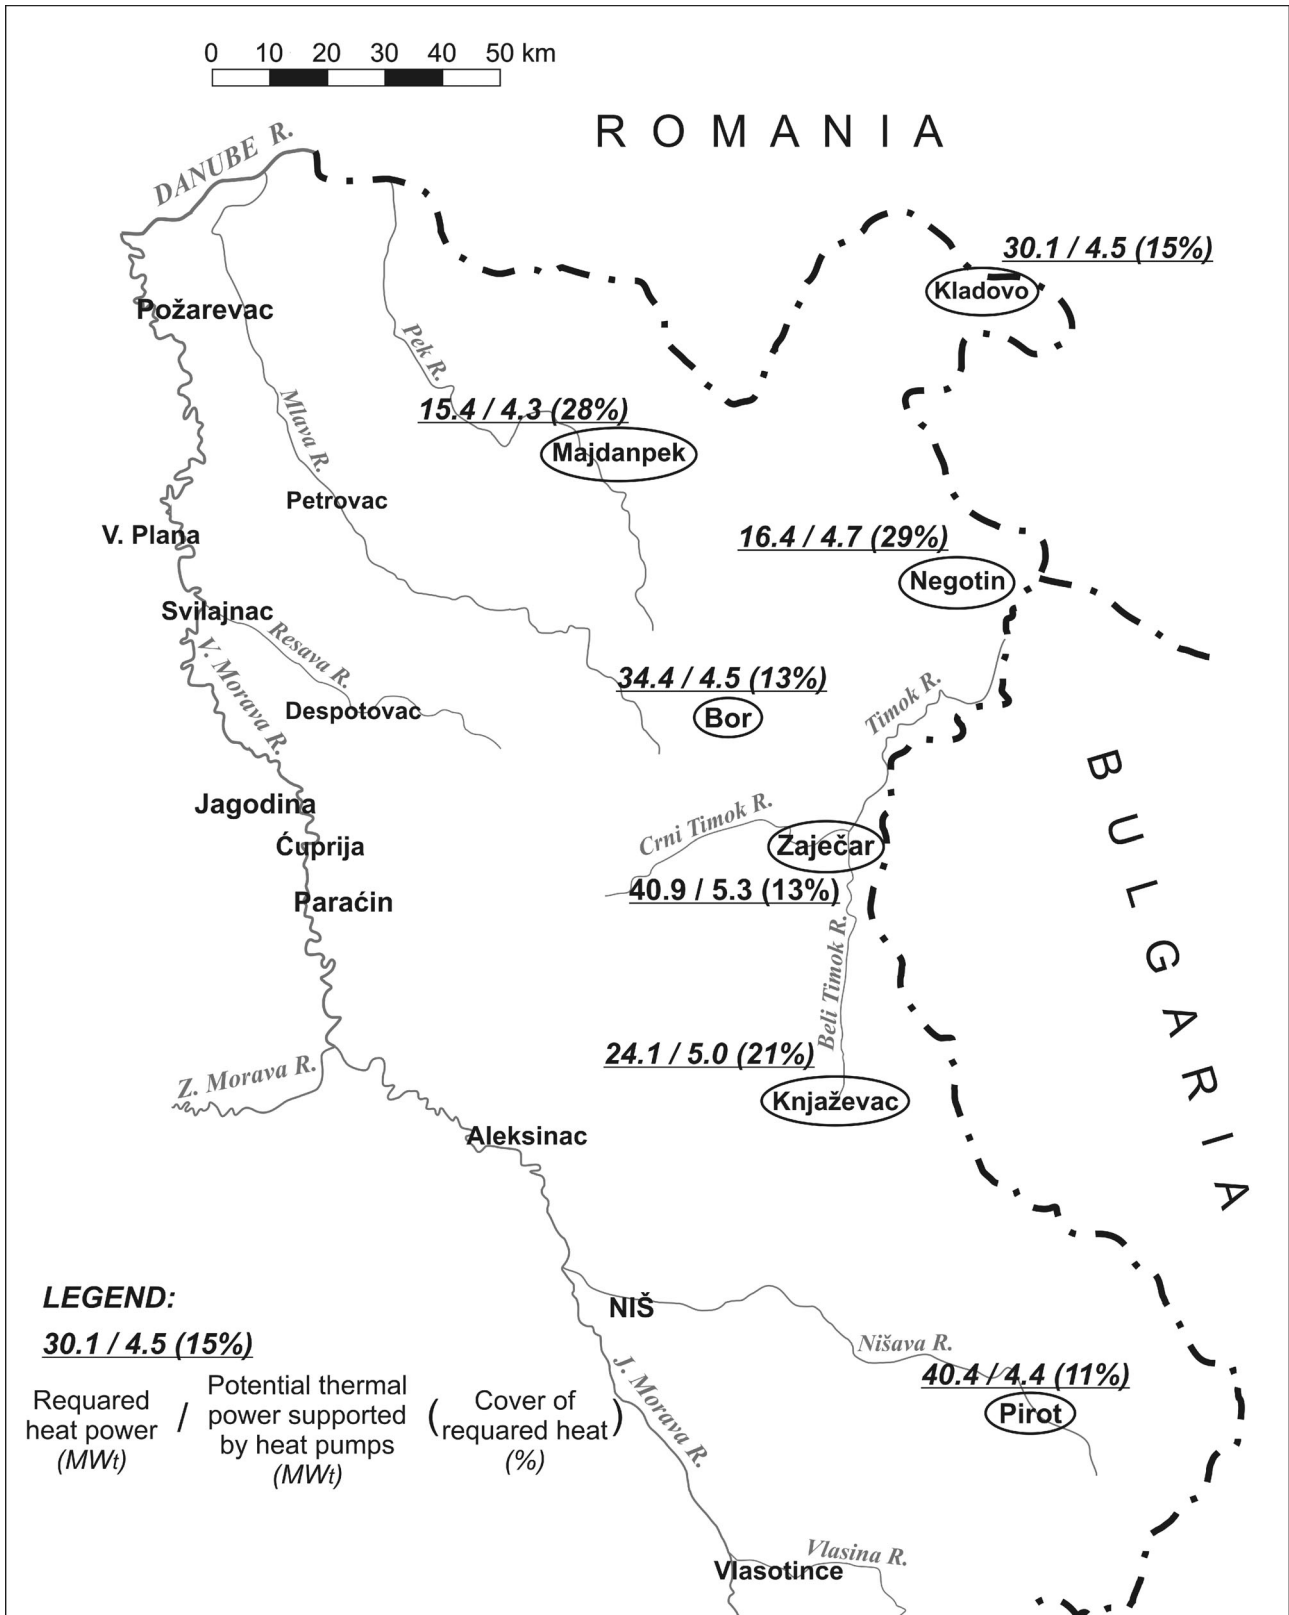 0 10 20 30 40 50 km
ROMANIA
DANUBE R.
30.1 / 4.5 (15%)
Kladovo
Požarevac
Pek R.
Mlava R.
15.4 / 4.3 (28%)
Majdanpek
Petrovac
V. Plana
16.4 / 4.7 (29%)
Negotin
Svilajnac
Resava R.
V. Morava R.
34.4 / 4.5 (13%)
Bor
Despotovac
Timok R.
BULGARIA
Jagodina
Crni Timok R.
Zaječar
Ćuprija
40.9 / 5.3 (13%)
Paraćin
Beli Timok R.
24.1 / 5.0 (21%)
Z. Morava R.
Knjaževac
Aleksinac
LEGEND:
30.1 / 4.5 (15%)
Requared
heat power
(MWt)
/
Potential thermal
power supported
by heat pumps
(MWt)
(Cover of
requared heat)
(%)
NIŠ
Nišava R.
J. Morava R.
40.4 / 4.4 (11%)
Pirot
Vlasina R.
Vlasotince